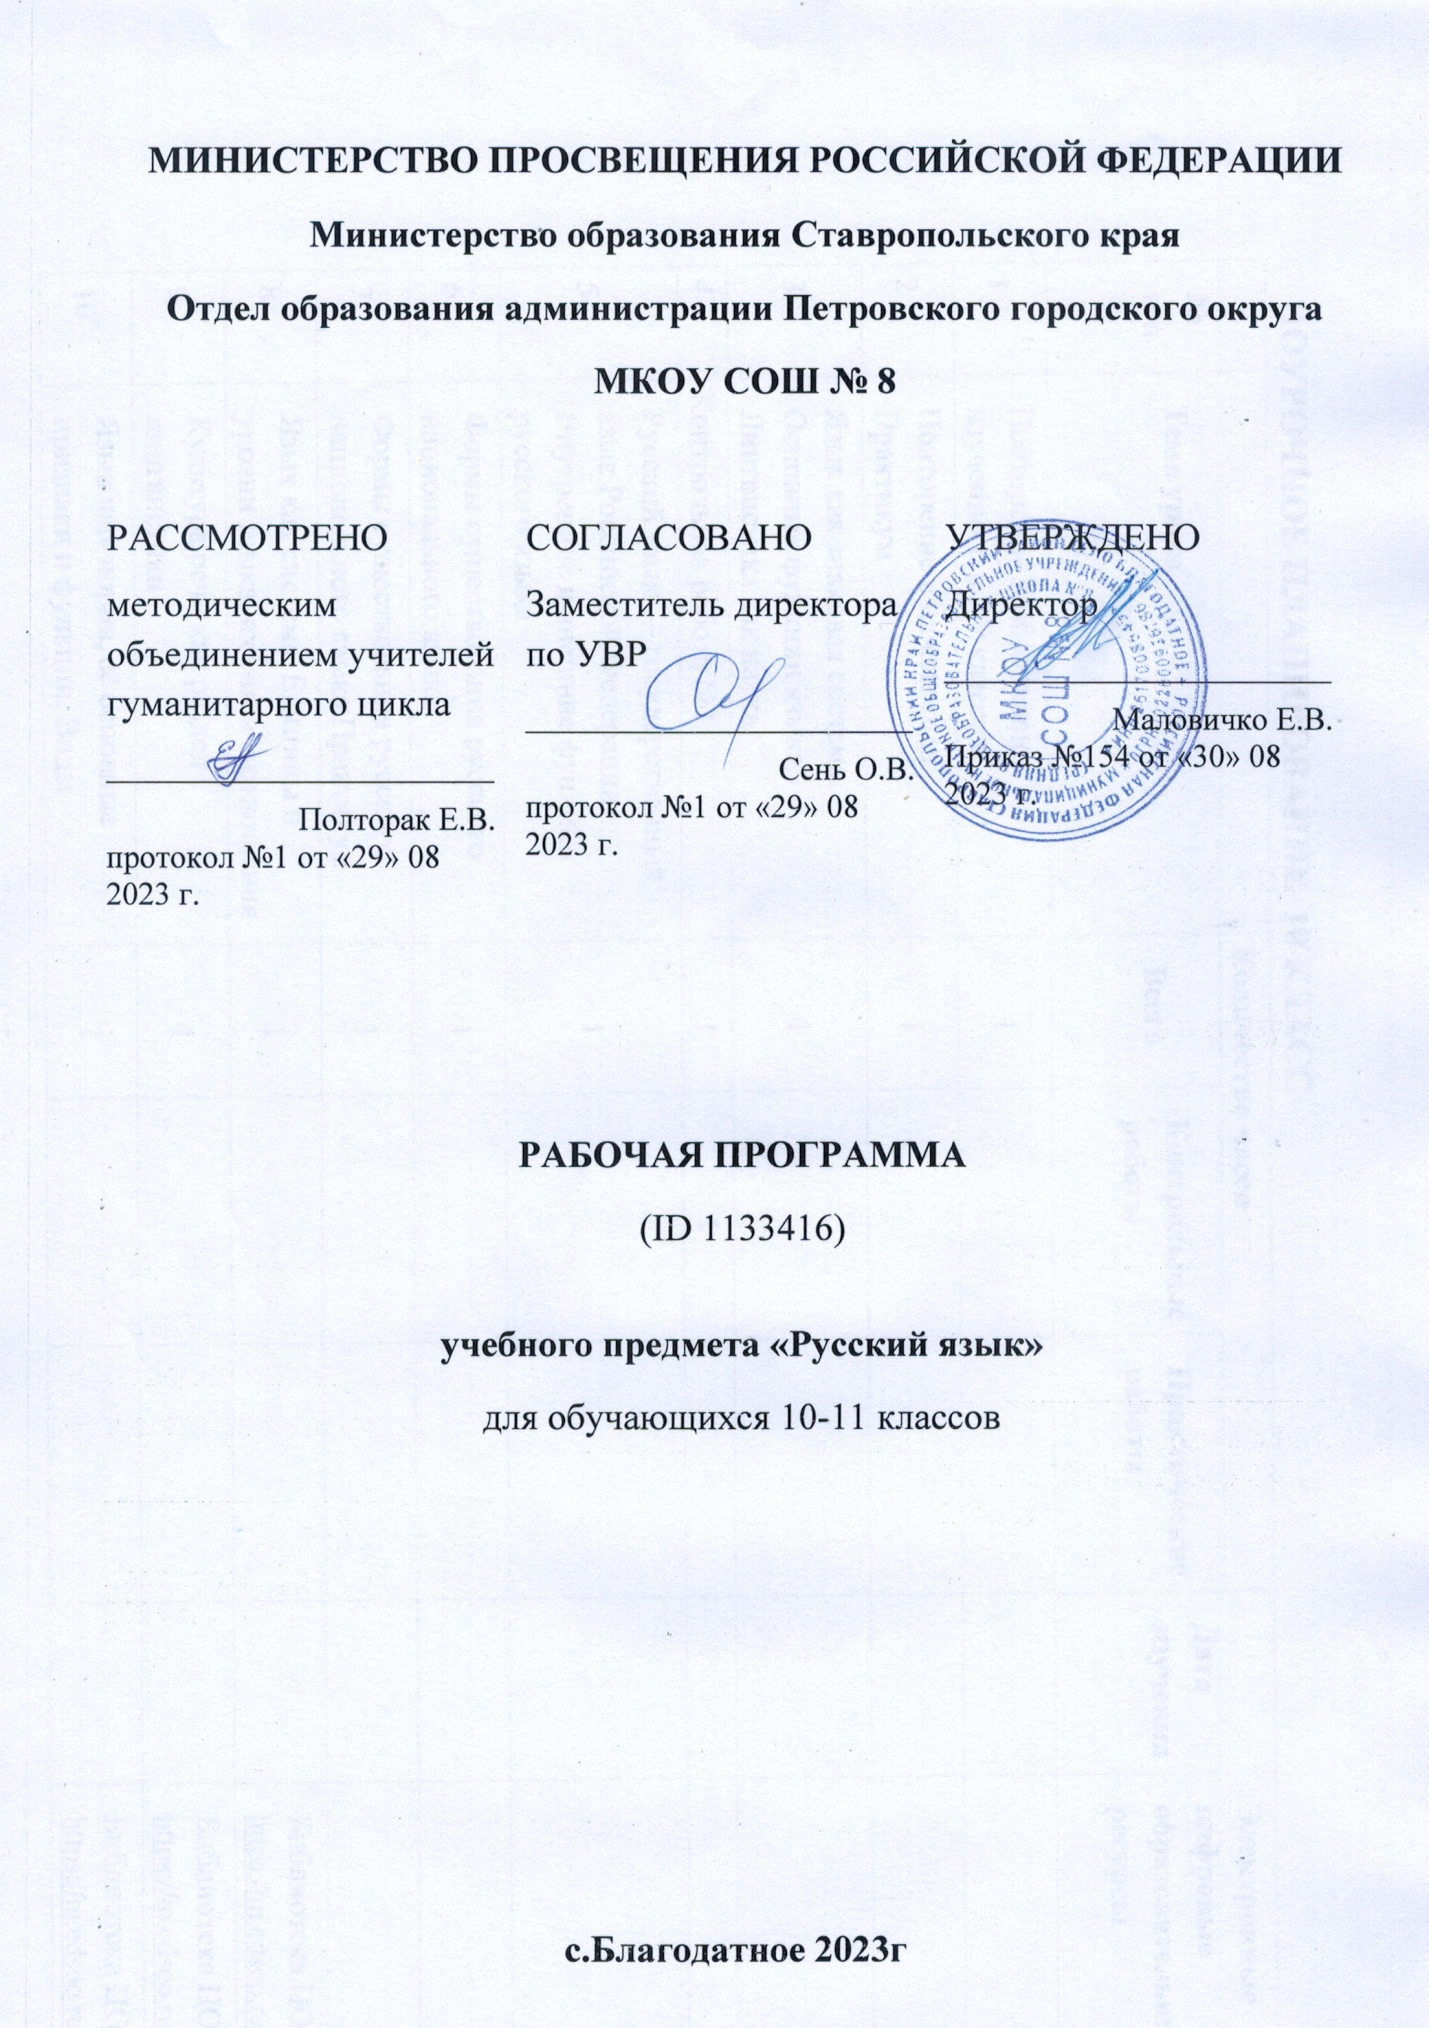 МИНИСТЕРСТВО ПРОСВЕЩЕНИЯ РОССИЙСКОЙ ФЕДЕРАЦИИ
Министерство образования Ставропольского края
Отдел образования администрации Петровского городского округа
МКОУ СОШ № 8
РАССМОТРЕНО
методическим
объединением учителей
гуманитарного цикла
Полторак Е.В.
протокол №1 от «29» 08
2023 г.
СОГЛАСОВАНО
Заместитель директора
по УВР
Сень О.В.
протокол №1 от «29» 08
2023 г.
УТВЕРЖДЕНО
Директор
Маловичко Е.В.
Приказ №154 от «30» 08
2023 г.
МКОУ
СОШ №8
РАБОЧАЯ ПРОГРАММА
(ID 1133416)
учебного предмета «Русский язык»
для обучающихся 10-11 классов
с.Благодатное 2023г